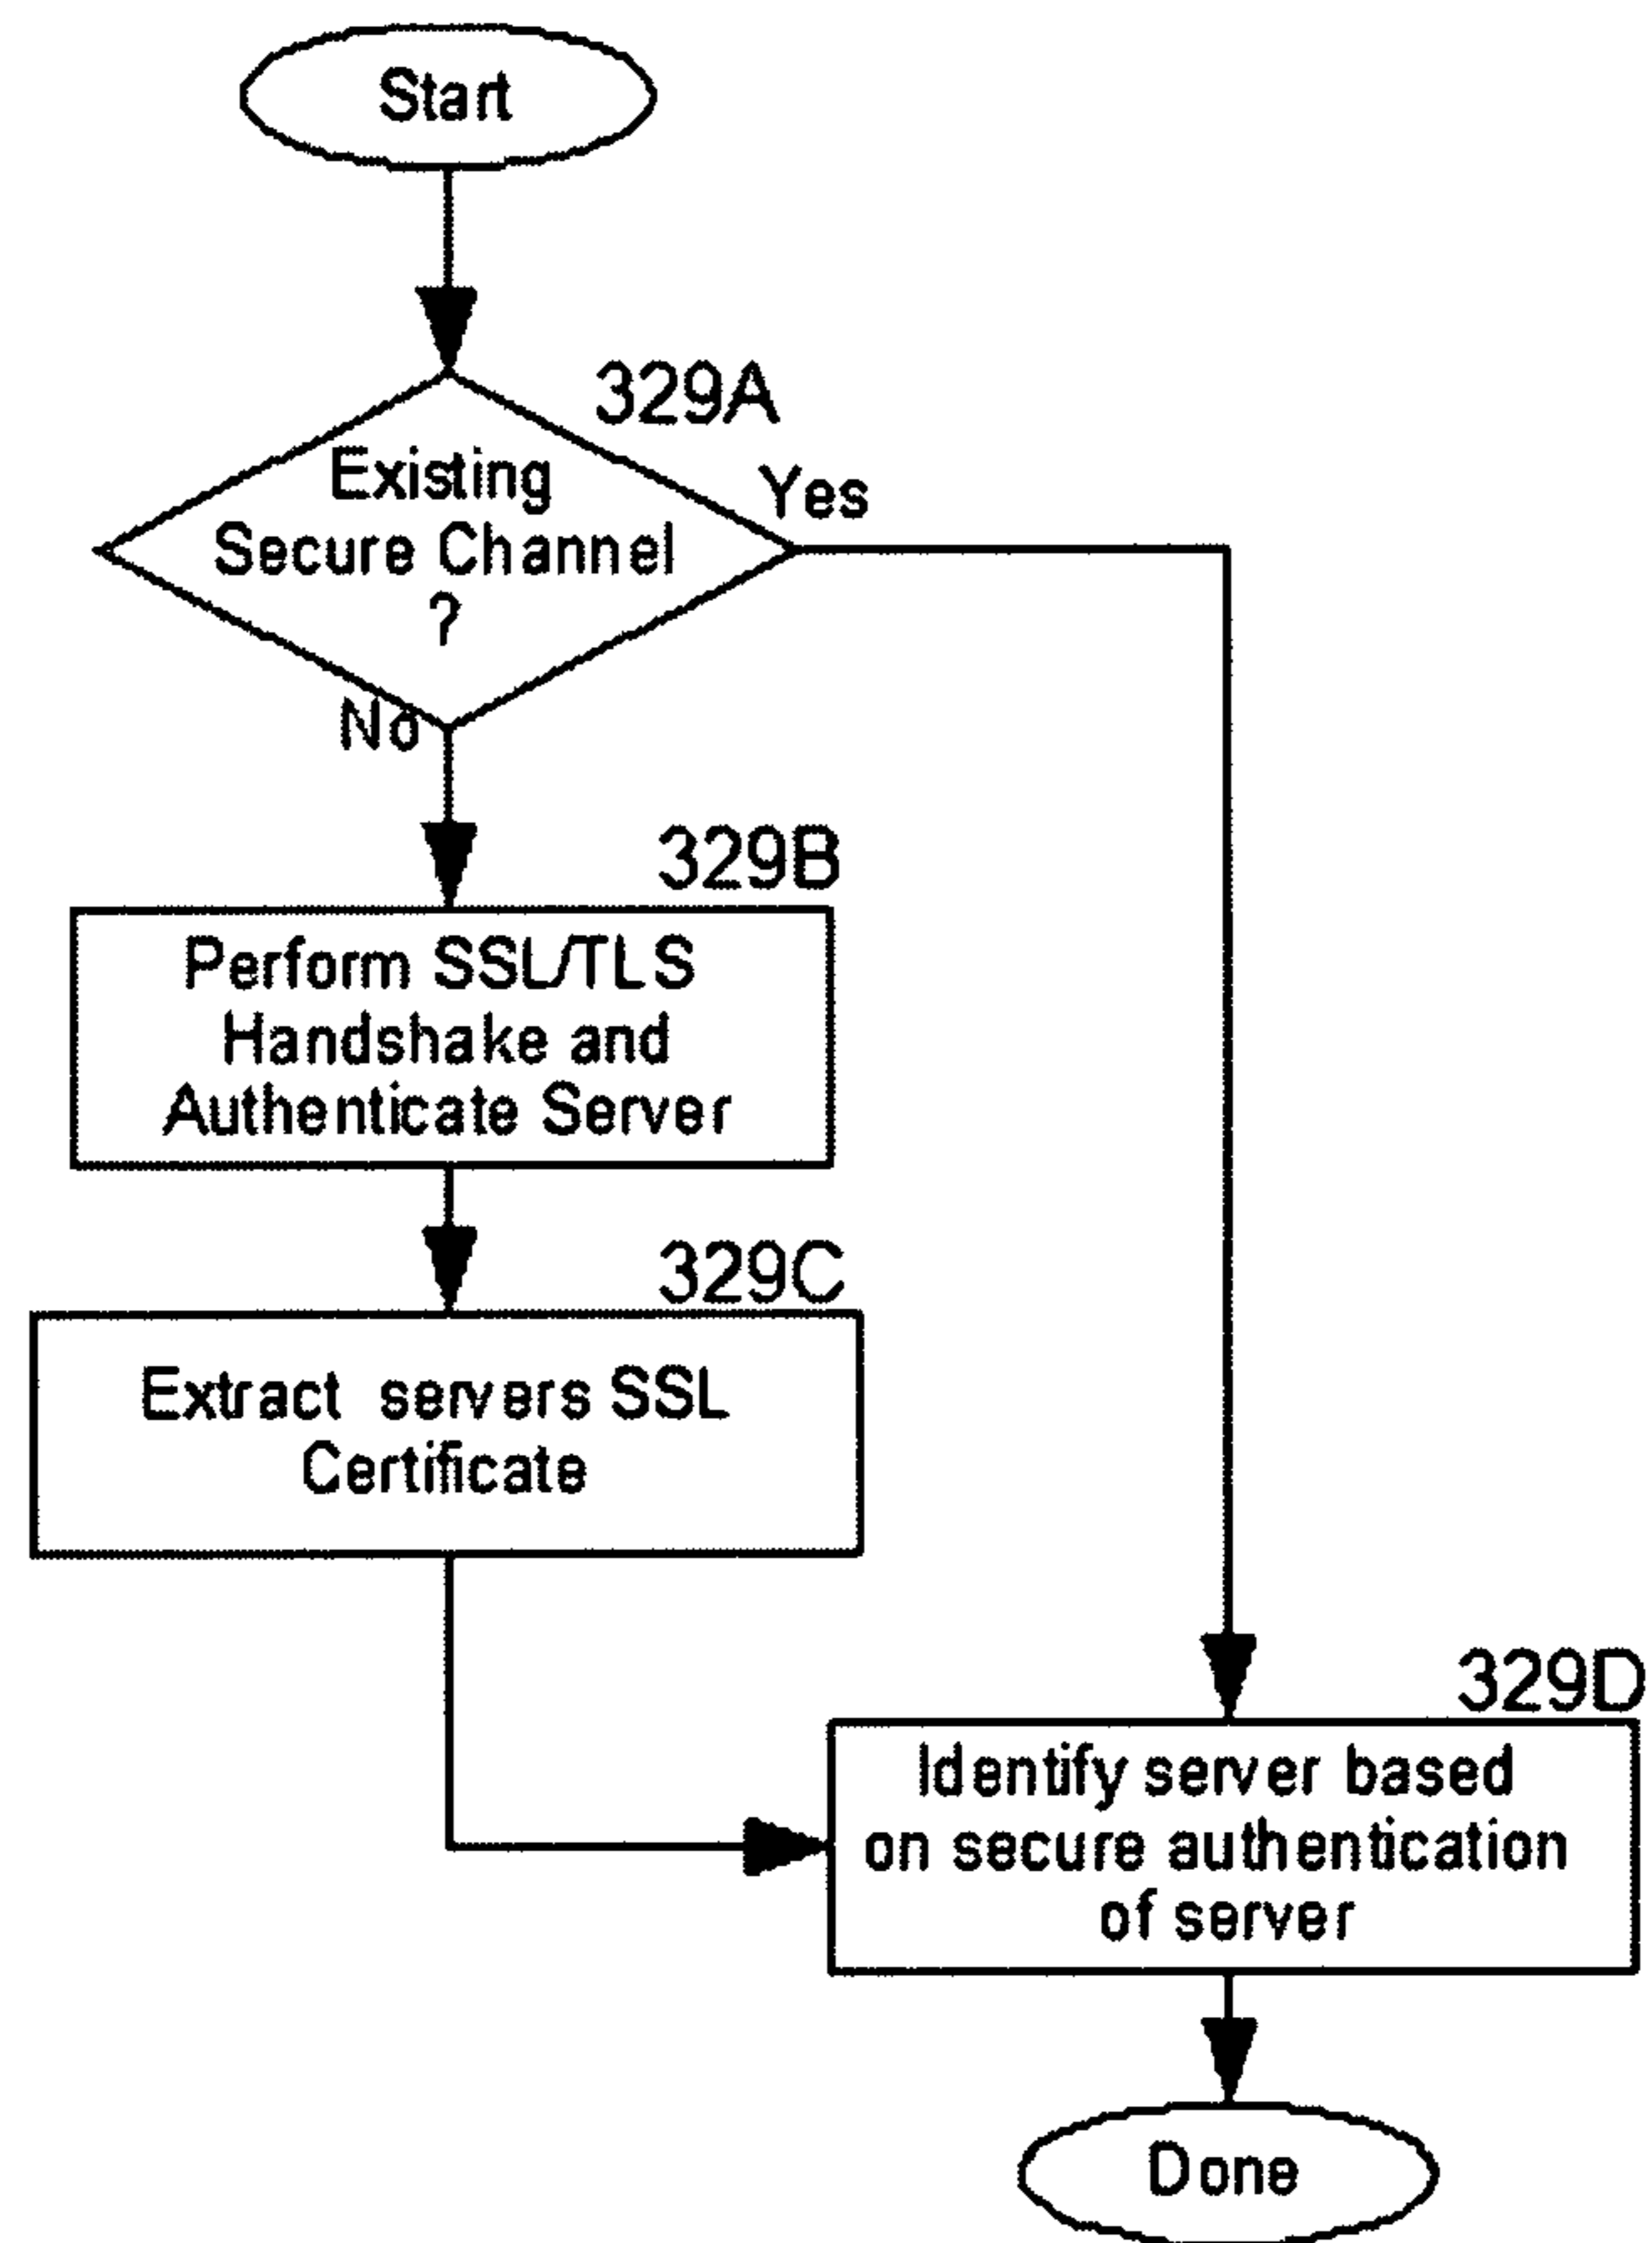 Start
329A
Existing
Secure Channel
?
Yes
No
329B
Perform SSL/TLS
Handshake and
Authenticate Server
329C
Extract servers SSL
Certificate
329D
Identify server based
on secure authentication
of server
Done